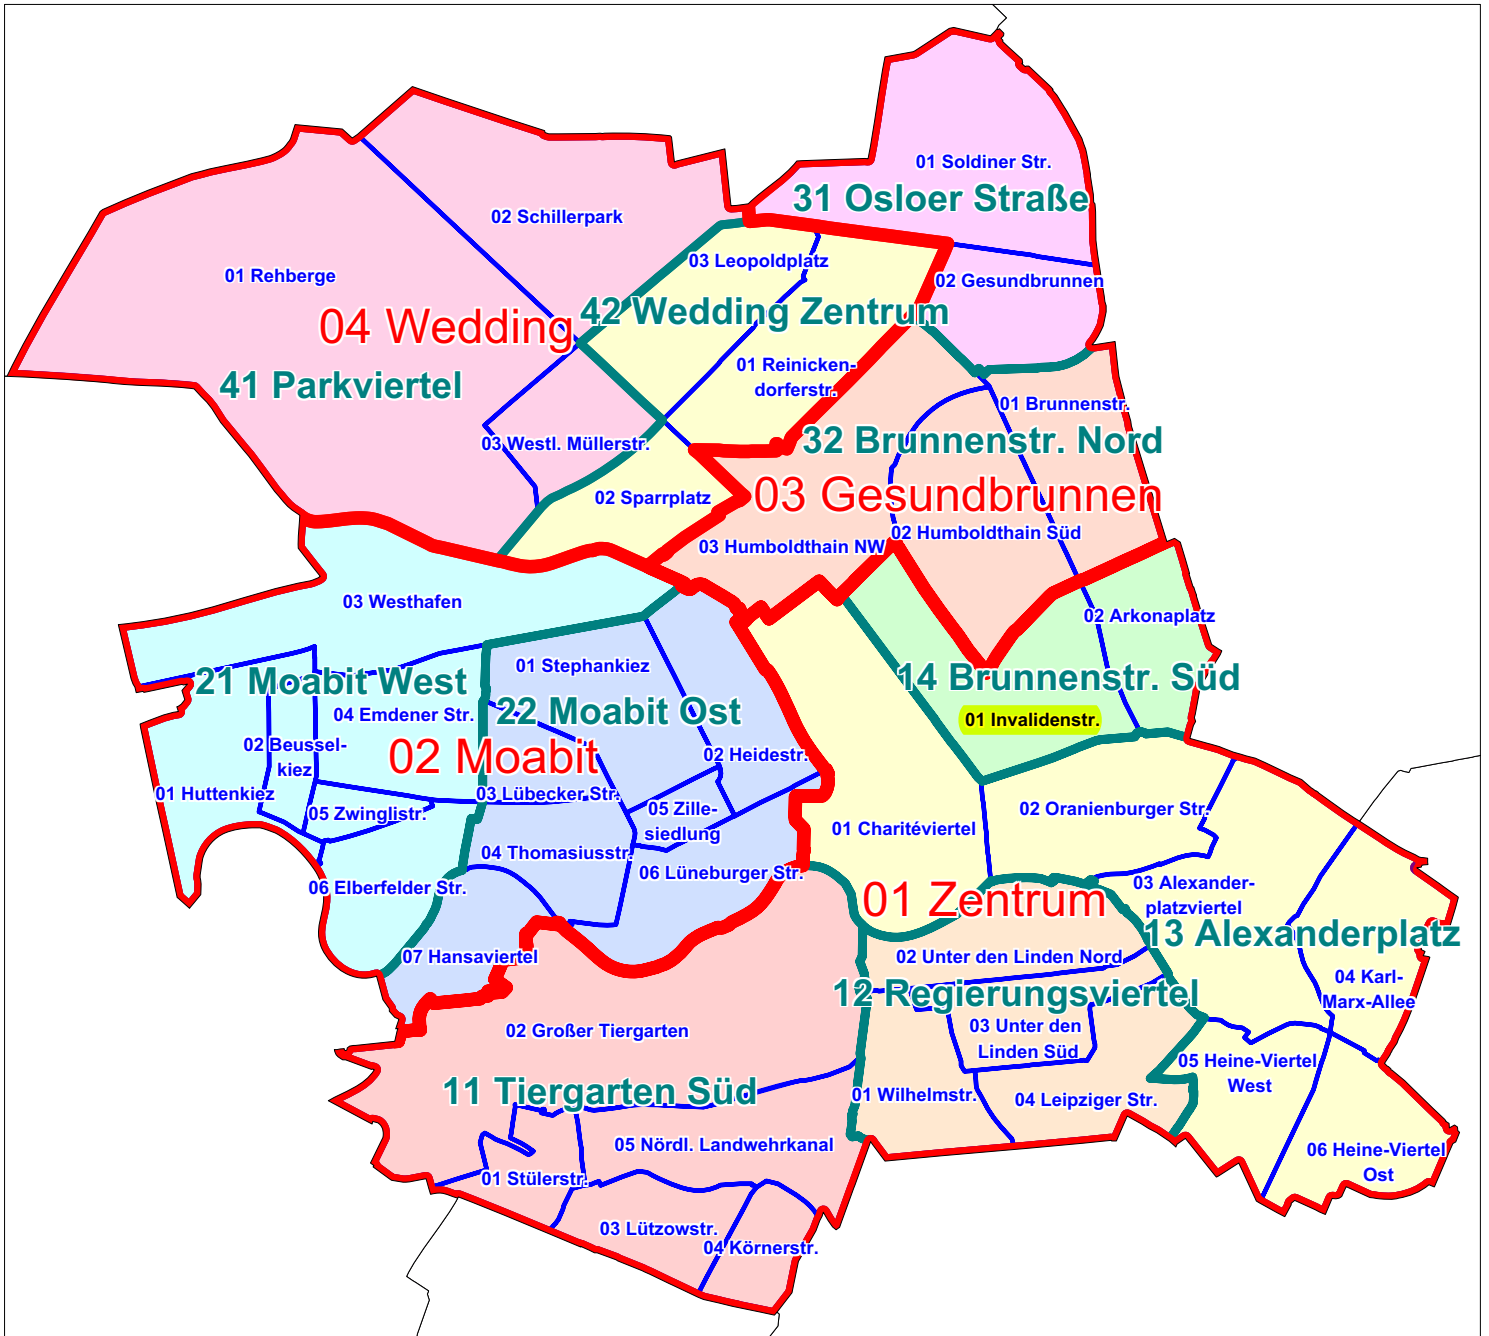 01 Soldiner Str.
31 Osloer Straße
02 Schillerpark
03 Leopoldplatz
01 Rehberge
02 Gesundbrunnen
42 Wedding Zentrum
04 Wedding
01 Reinicken-
dorferstr.
41 Parkviertel
01 Brunnenstr.
03 Westl. Müllerstr.
32 Brunnenstr. Nord
02 Sparrplatz
03 Gesundbrunnen
02 Humboldthain Süd
03 Humboldthain NW
03 Westhafen
02 Arkonaplatz
01 Stephankiez
21 Moabit West
14 Brunnenstr. Süd
04 Emdener Str.
22 Moabit Ost
01 Invalidenstr.
02 Beussel-
kiez
02 Moabit
02 Heidestr.
01 Huttenkiez
03 Lübecker Str.
05 Zwinglistr.
05 Zille-
siedlung
02 Oranienburger Str.
01 Charitéviertel
04 Thomasiusstr.
06 Lüneburger Str.
06 Elberfelder Str.
03 Alexander-
platzviertel
01 Zentrum
13 Alexanderplatz
07 Hansaviertel
02 Unter den Linden Nord
12 Regierungsviertel
04 Karl-
Marx-Allee
02 Großer Tiergarten
03 Unter den
Linden Süd
05 Heine-Viertel
West
11 Tiergarten Süd
01 Wilhelmstr.
04 Leipziger Str.
05 Nördl. Landwehrkanal
06 Heine-Viertel
Ost
01 Stülerstr.
03 Lützowstr.
04 Körnerstr.